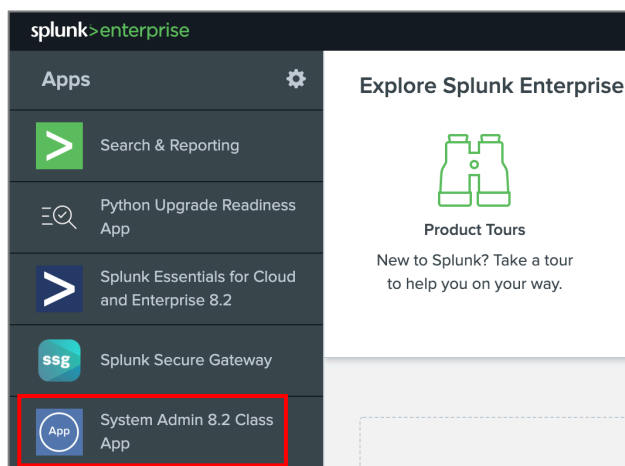 splunk>enterprise
Apps
Explore Splunk Enterprise
Search & Reporting
Python Upgrade Readiness
App
Splunk Essentials for Cloud
and Enterprise 8.2
ssg
Splunk Secure Gateway
App
System Admin 8.2 Class
App
Product Tours
New to Splunk? Take a tour
to help you on your way.